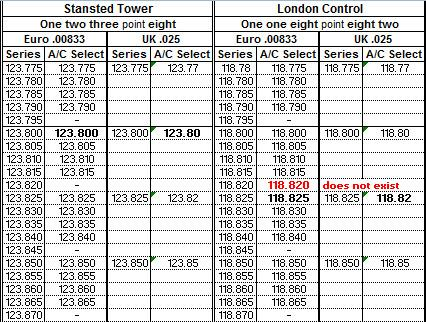 Stansted Tower London Control
One two three point eight One one eight point eight two
Euro .00833 UK .025 Euro .00833 UK .025
Series A/C Select Series A/C Select Series A/C Select Series A/C Select
123.775 123.775 123.775 123.77 118.78 118.775 118.775 118.77
123.780 123.780 118.780 118.780
123.785 123.785 118.785 118.785
123.790 123.790 118.790 118.790
123.795 - 118.795 -
123.800 123.800 123.800 123.80 118.800 118.800 118.800 118.80
123.805 123.805 118.805 118.805
123.810 123.810 118.810 118.810
123.815 123.815 118.815 118.815
123.820 - 118.820 118.820 does not exist
123.825 123.825 123.825 123.82 118.825 118.825 118.825 118.82
123.830 123.830 118.830 118.830
123.835 123.835 118.835 118.835
123.840 123.840 118.840 118.840
123.845 - 118.845 -
123.850 123.850 123.850 123.85 118.850 118.850 118.850 118.85
123.855 123.855 118.855 118.855
123.860 123.860 118.860 118.860
123.865 123.865 118.865 118.865
123.870 - 118.870 -